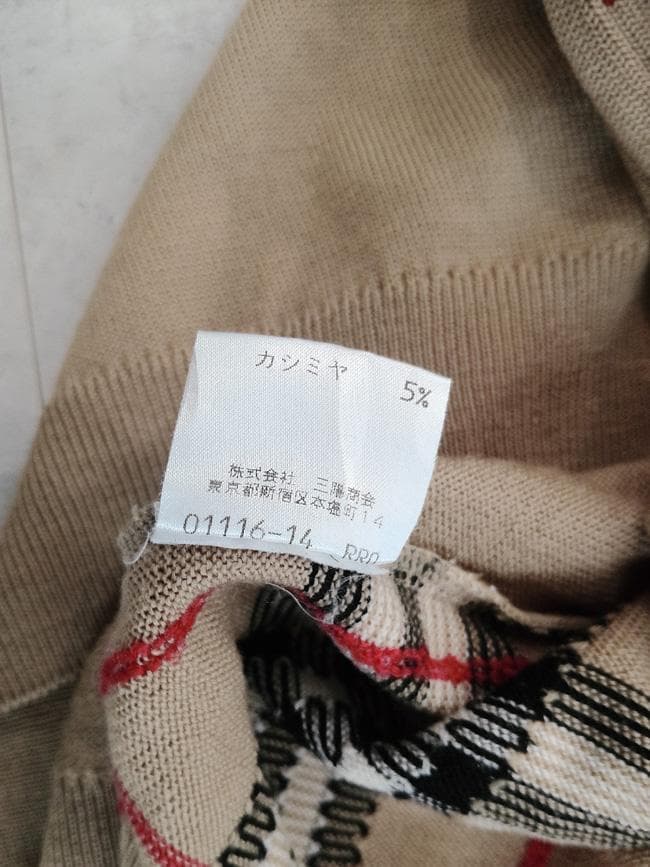 カシミヤ
5%
株式会社 三陽商会
東京都新宿区本塩町14
01116-14